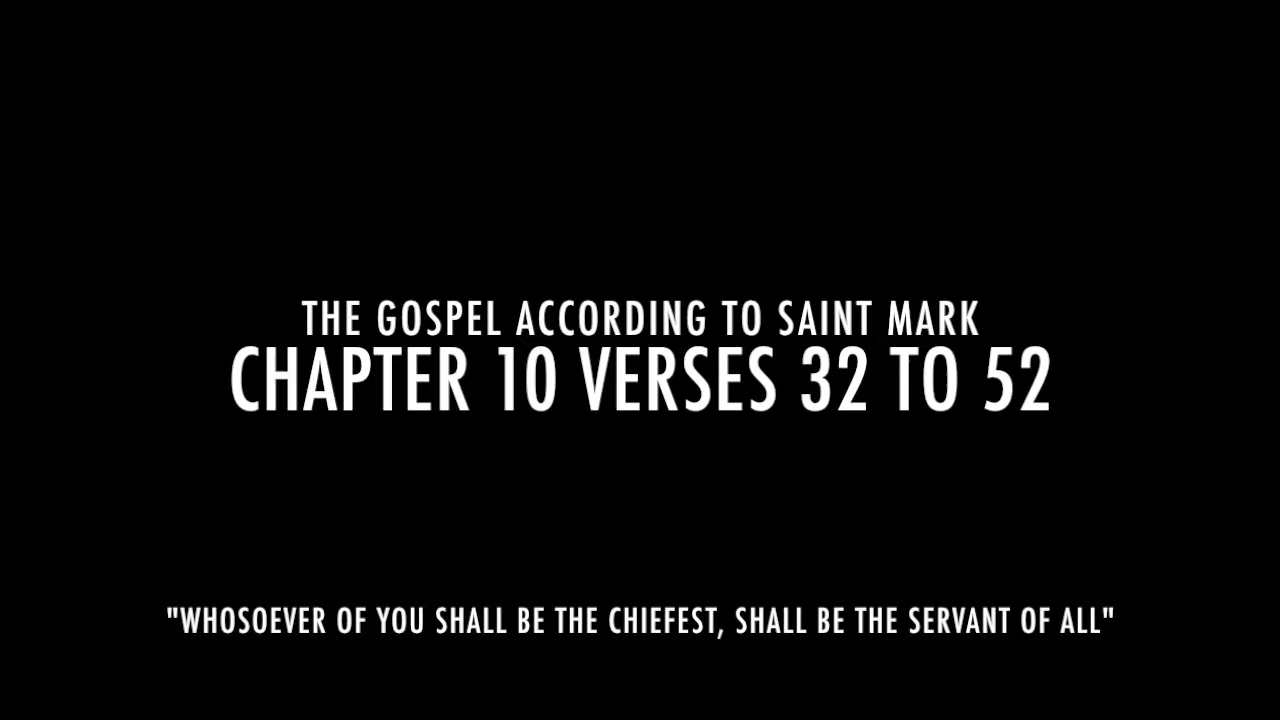 THE GOSPEL ACCORDING TO SAINT MARK
CHAPTER 10 VERSES 32 TO 52
"WHOSOEVER OF YOU SHALL BE THE CHIEFEST, SHALL BE THE SERVANT OF ALL"